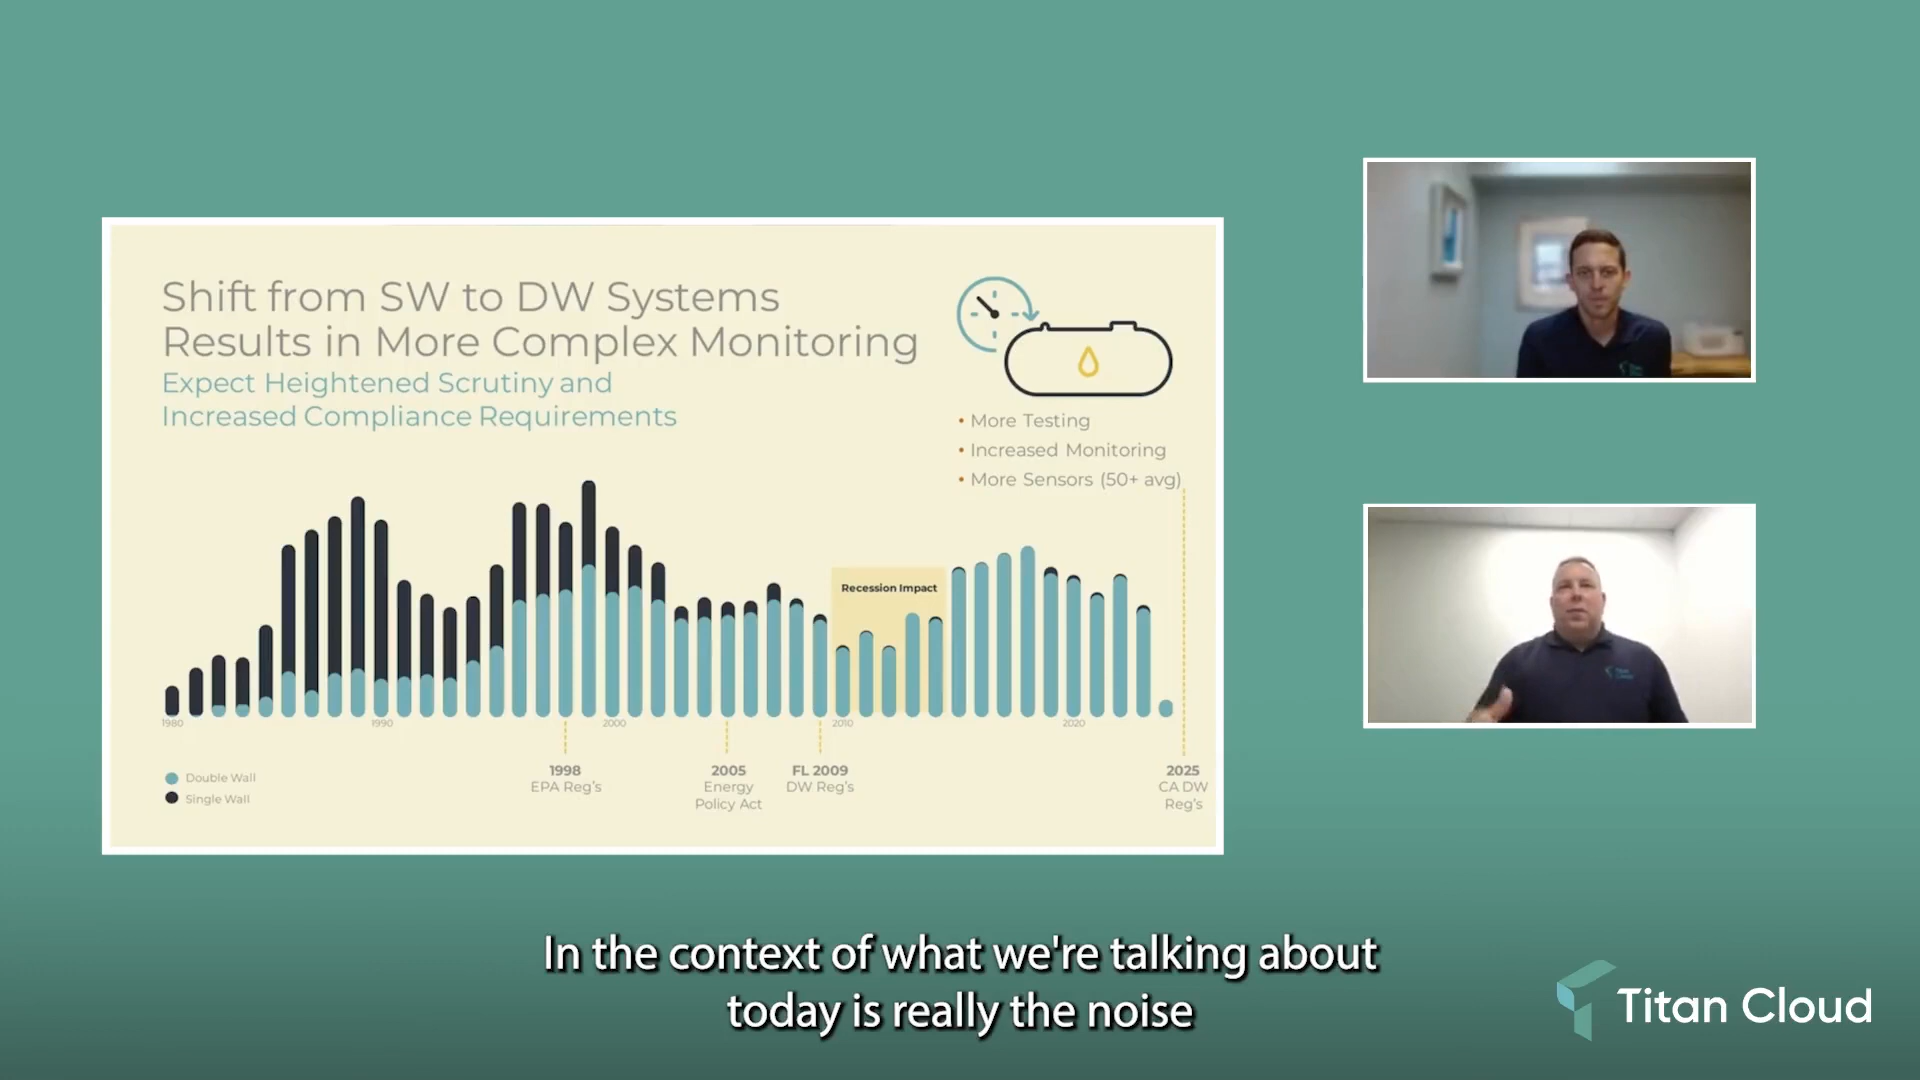 Shift from SW to DW Systems
Results in More Complex Monitoring
Expect Heightened Scrutiny and
Increased Compliance Requirements
• More Testing
• Increased Monitoring
• More Sensors (50+ avg)
Recession Impact
1980
1990
2000
2010
2020
1998
EPA Reg's
2005
Energy
Policy Act
FL 2009
DW Reg's
2025
CA DW
Reg's
Double Wall
Single Wall
In the context of what we're talking about
today is really the noise
Titan Cloud